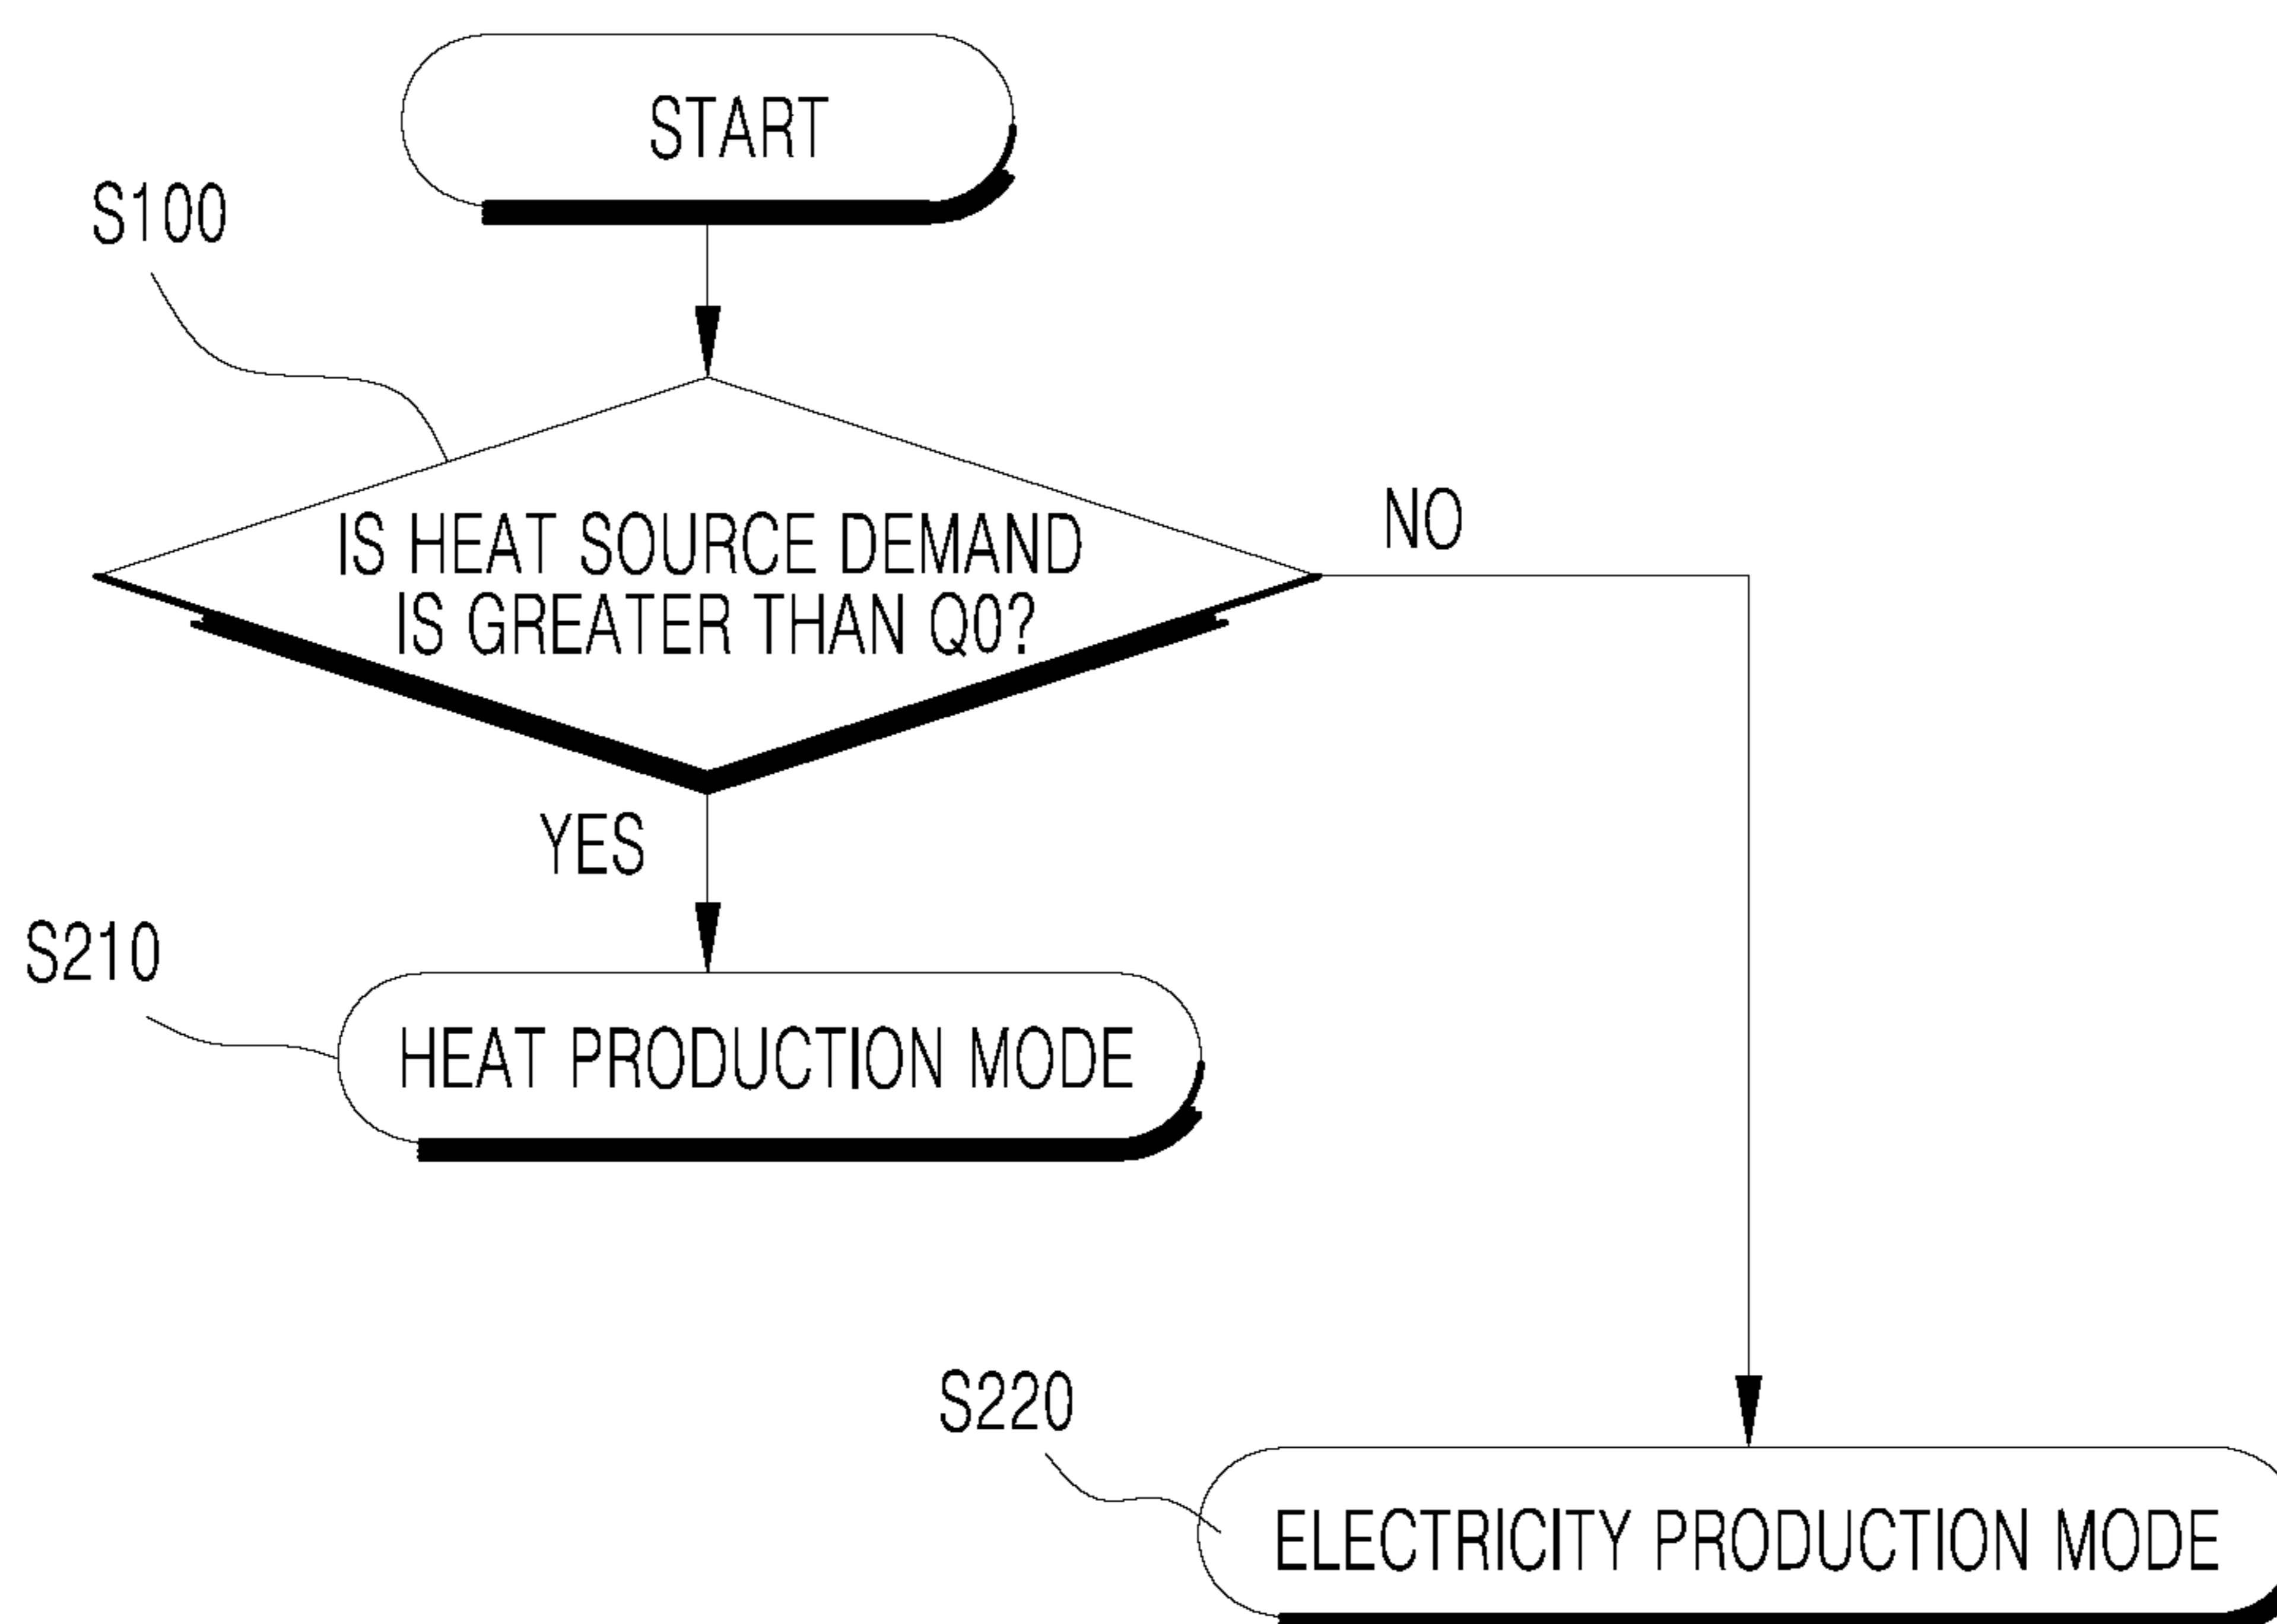 START
S100
IS HEAT SOURCE DEMAND
IS GREATER THAN Q0?
NO
YES
S210
HEAT PRODUCTION MODE
S220
ELECTRICITY PRODUCTION MODE